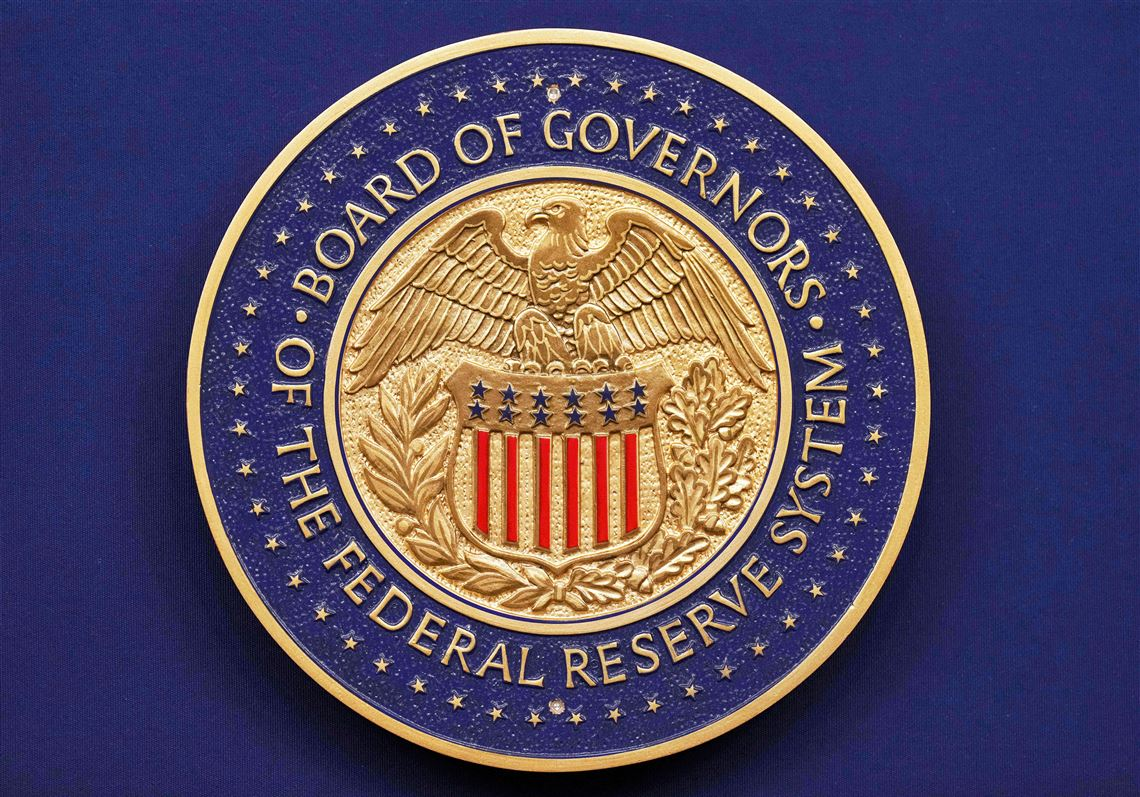 BOARD OF GOVERNORS
• OF THE FEDERAL RESERVE SYSTEM •